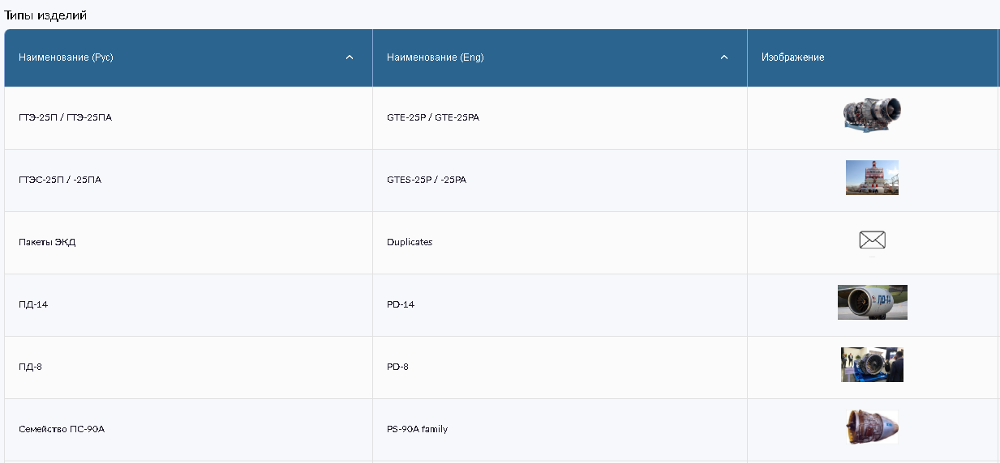 Типы изделий
Наименование (Рус) Наименование (Eng) Изображение
ГТЭ-25П / ГТЭ-25ПА GTE-25P / GTE-25PA
ГТЭС-25П / -25ПА GTES-25P / -25PA
Пакеты ЭКД Duplicates
ПД-14 PD-14 ПД-14
ПД-8 PD-8
Семейство ПС-90А PS-90A family